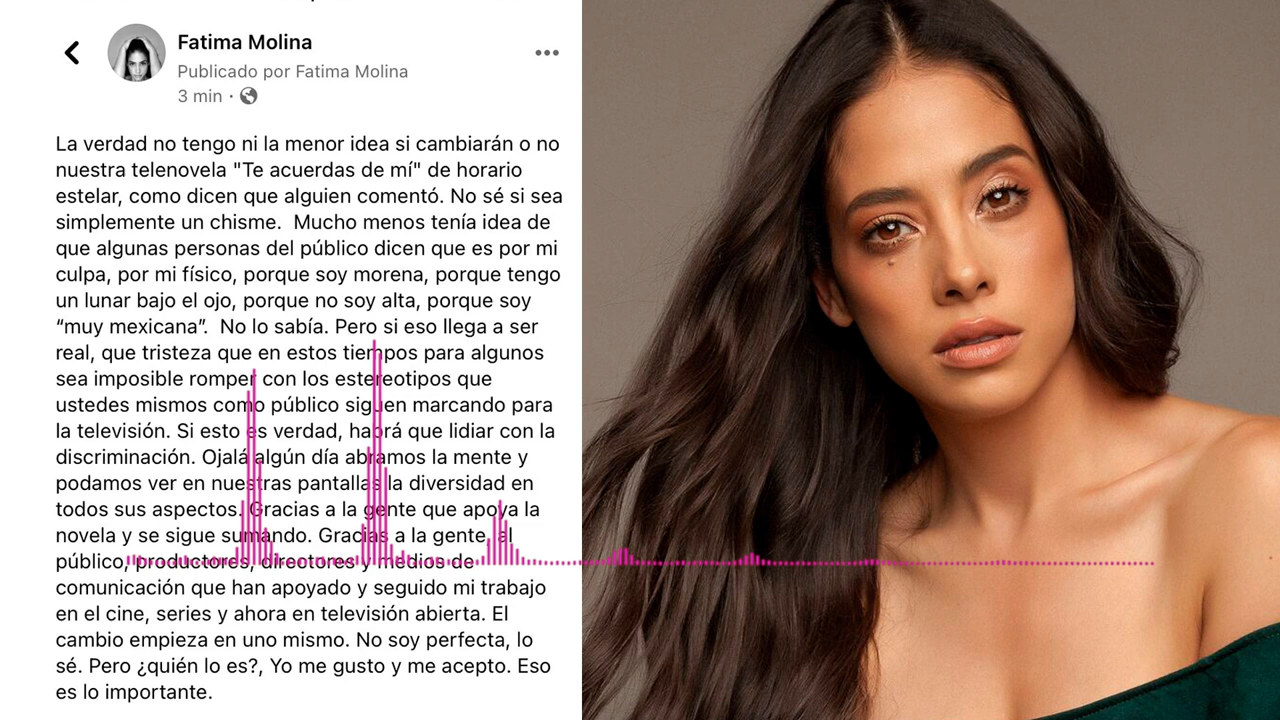 Fatima Molina
Publicado por Fatima Molina
3 min ·
La verdad no tengo ni la menor idea si cambiarán o no
nuestra telenovela "Te acuerdas de mí" de horario
estelar, como dicen que alguien comentó. No sé si sea
simplemente un chisme.  Mucho menos tenía idea de
que algunas personas del público dicen que es por mi
culpa, por mi físico, porque soy morena, porque tengo
un lunar bajo el ojo, porque no soy alta, porque soy
“muy mexicana”.  No lo sabía. Pero si eso llega a ser
real, que tristeza que en estos tiempos para algunos
sea imposible romper con los estereotipos que
ustedes mismos como público siguen marcando para
la televisión. Si esto es verdad, habrá que lidiar con la
discriminación. Ojalá algún día abramos la mente y
podamos ver en nuestras pantallas la diversidad en
todos sus aspectos. Gracias a la gente que apoya la
novela y se sigue sumando. Gracias a la gente, al
público, productores, directores y medios de
comunicación que han apoyado y seguido mi trabajo
en el cine, series y ahora en televisión abierta. El
cambio empieza en uno mismo. No soy perfecta, lo
sé. Pero ¿quién lo es?, Yo me gusto y me acepto. Eso
es lo importante.